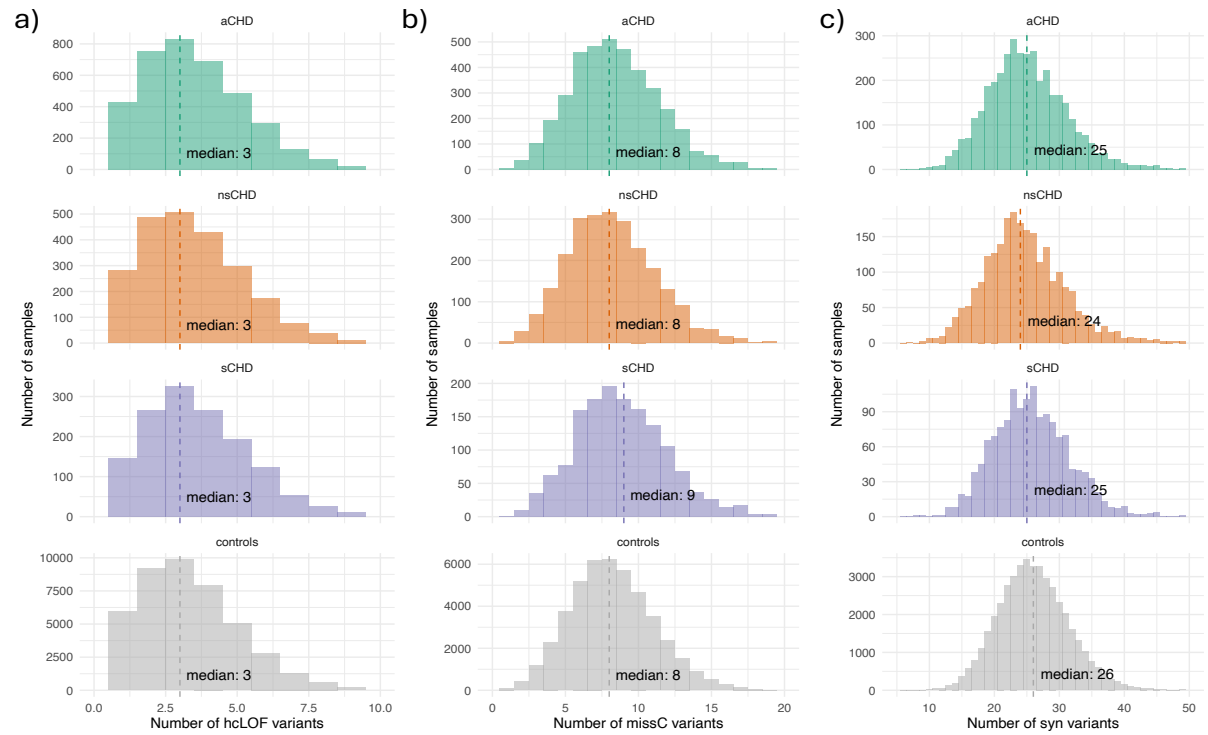 a)
aCHD
800
600
400
200
0
median: 3
nsCHD
500
400
300
200
100
0
median: 3
sCHD
300
200
100
0
median: 3
controls
10000
7500
5000
2500
0
median: 3
0.0 2.5 5.0 7.5 10.0
Number of hcLOF variants
Number of samples
b)
aCHD
500
400
300
200
100
0
median: 8
nsCHD
300
200
100
0
median: 8
sCHD
200
150
100
50
0
median: 9
controls
6000
4000
2000
0
median: 8
0 5 10 15 20
Number of missC variants
Number of samples
c)
aCHD
300
200
100
0
median: 25
nsCHD
150
100
50
0
median: 24
sCHD
90
60
30
0
median: 25
controls
3000
2000
1000
0
median: 26
10 20 30 40 50
Number of syn variants
Number of samples